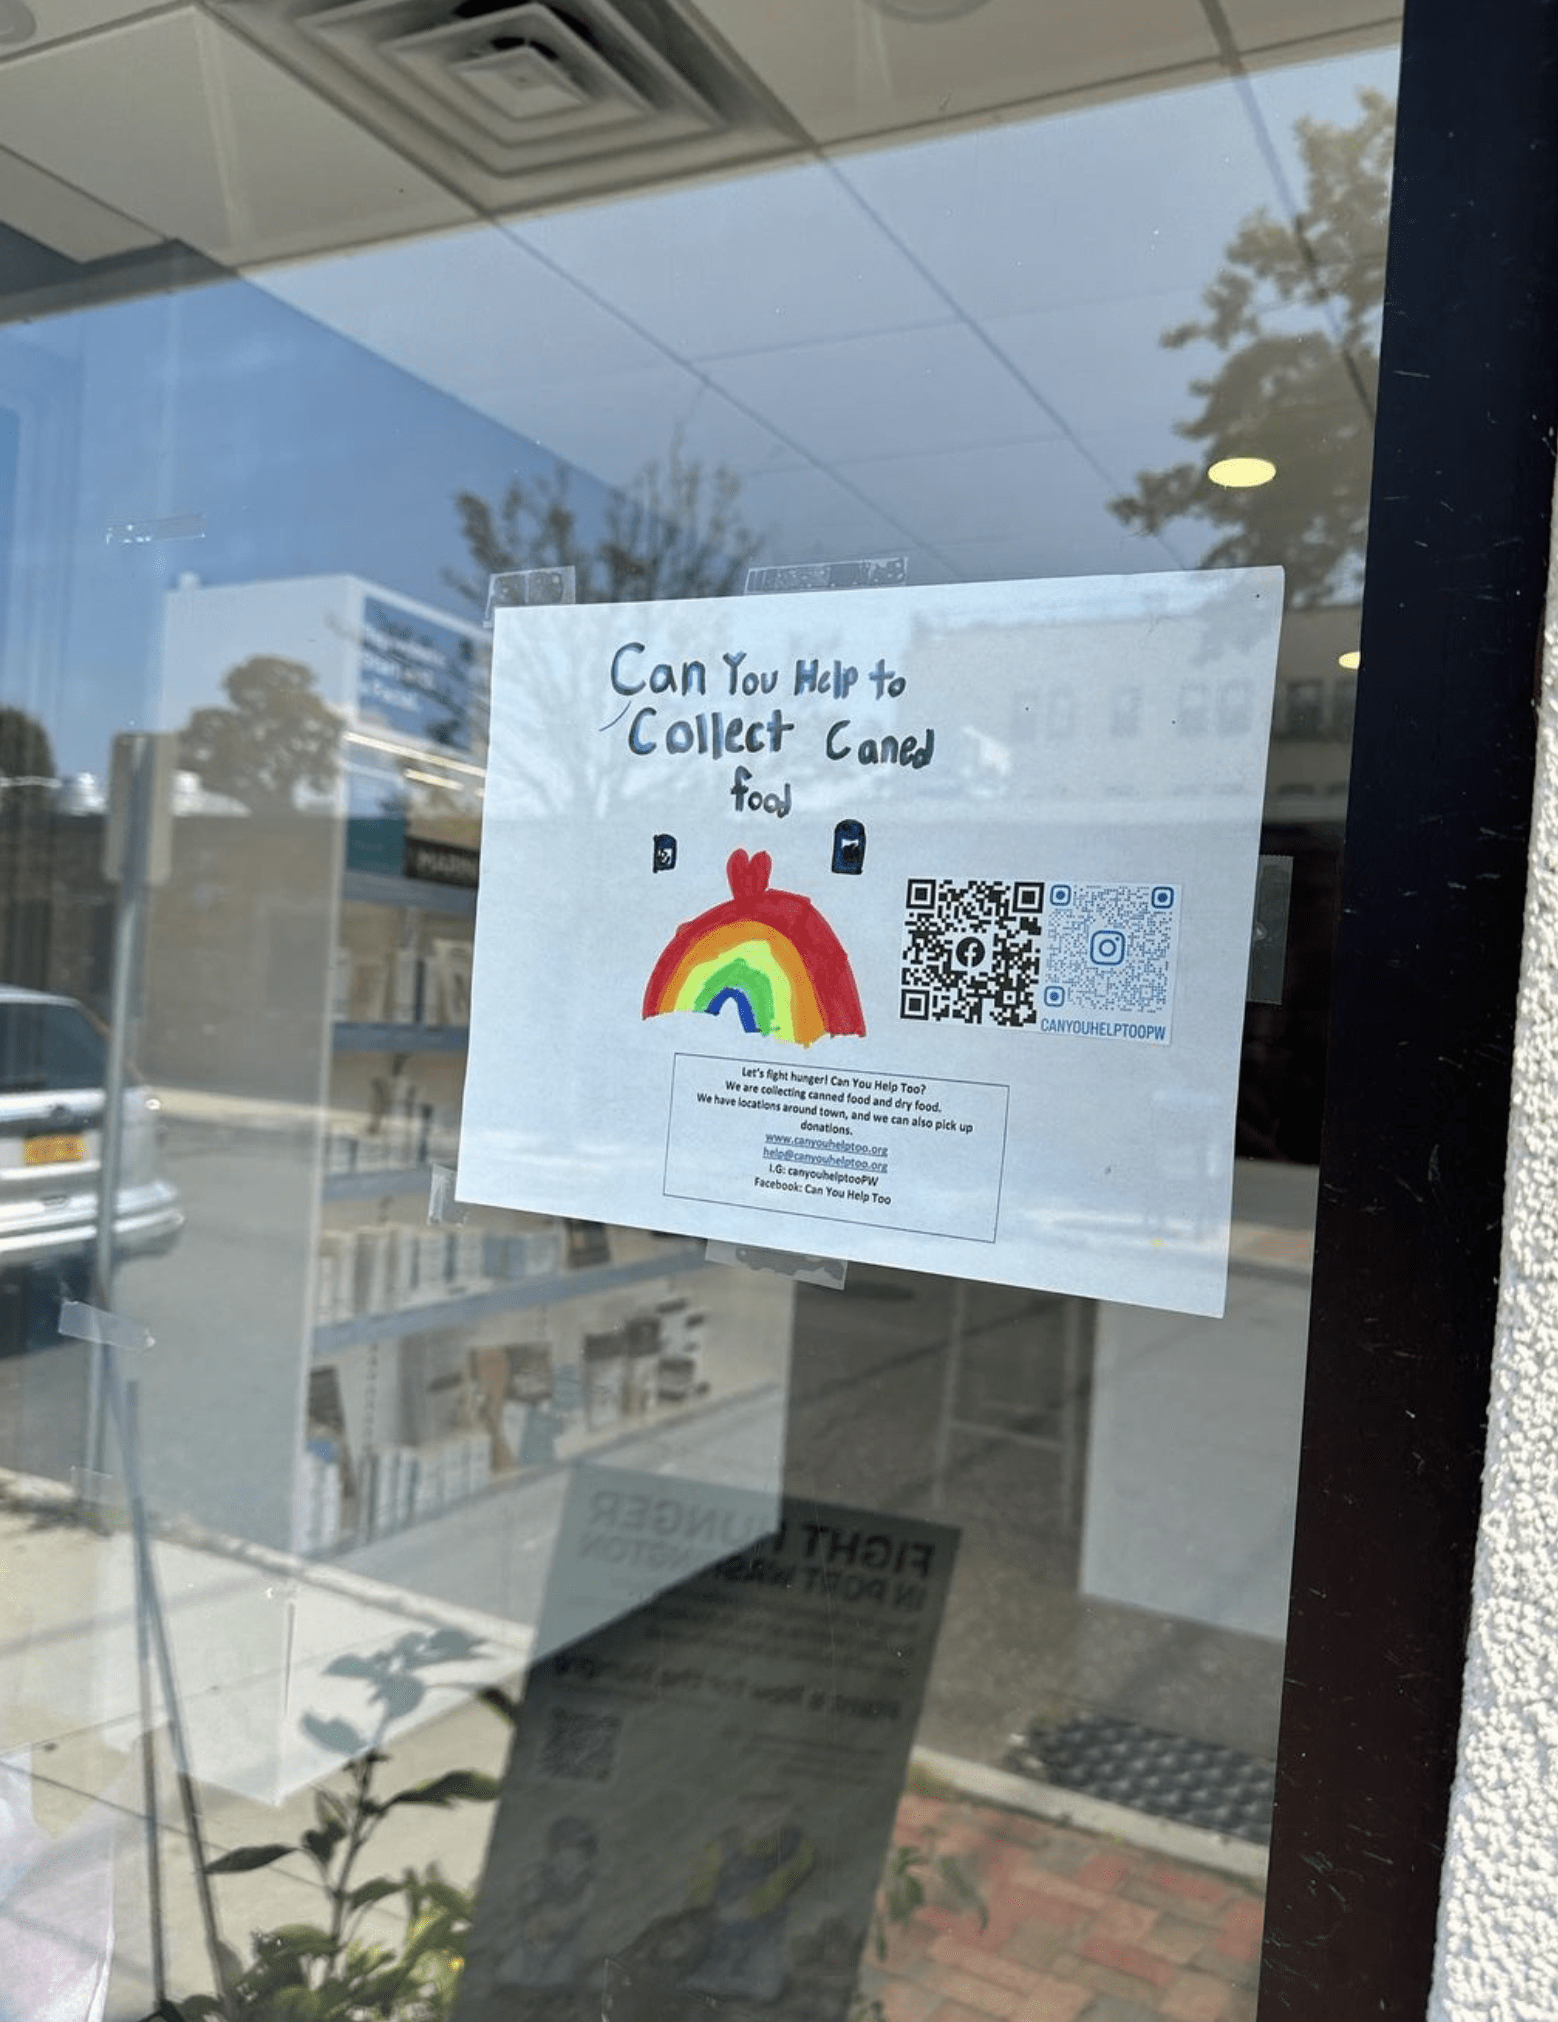 Can You Help to
Collect Caned
food
CANYOUHELPTOOPW
Let's fight hunger! Can You Help Too?
We are collecting canned food and dry food.
We have locations around town, and we can also pick up
donations.
www.canyouhelptoo.org
help@canyouhelptoo.org
I.G: canyouhelptooPW
Facebook: Can You Help Too
FIGHT HUNGER
IN PORT WASHINGTON